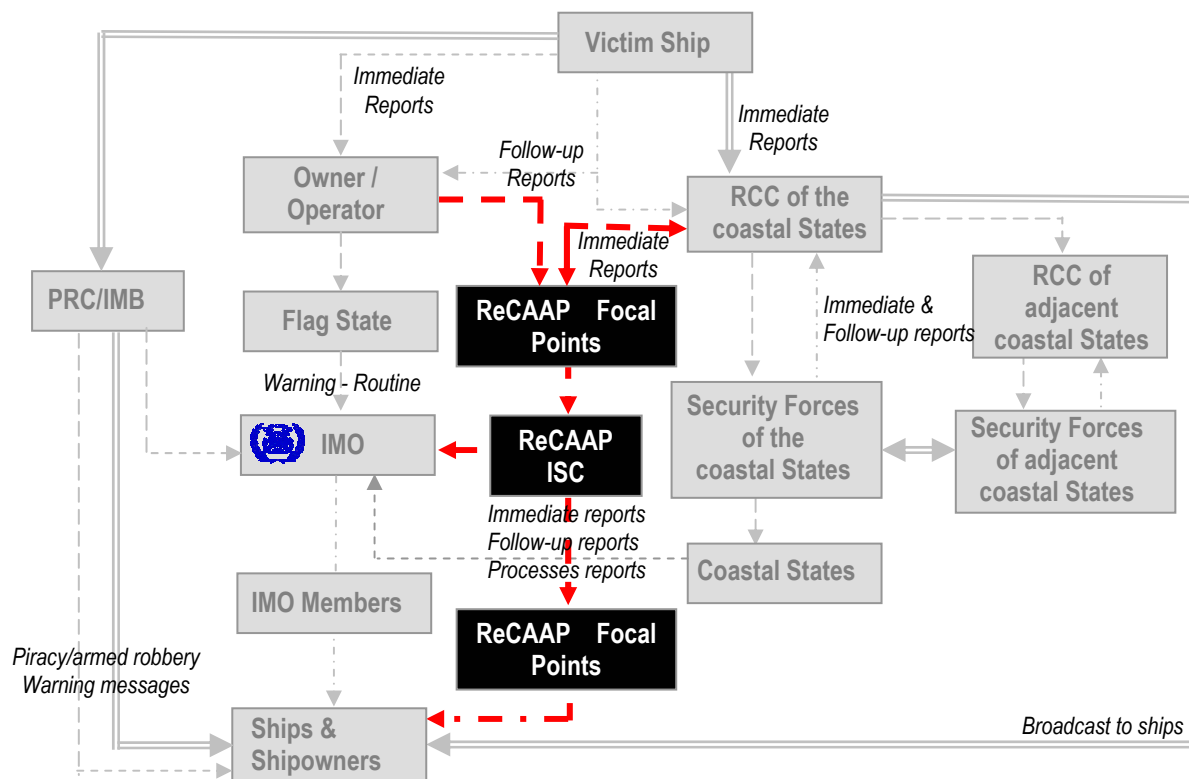 Victim Ship
Immediate
Reports
Immediate
Reports
Follow-up
Reports
Owner /
Operator
RCC of the
coastal States
Immediate
Reports
PRC/IMB
Flag State
ReCAAP Focal
Points
Immediate &
Follow-up reports
RCC of
adjacent
coastal States
Warning - Routine
IMO
ReCAAP
ISC
Security Forces
of the
coastal States
Security Forces
of adjacent
coastal States
Immediate reports
Follow-up reports
Processes reports
Coastal States
IMO Members
ReCAAP Focal
Points
Piracy/armed robbery
Warning messages
Ships &
Shipowners
Broadcast to ships